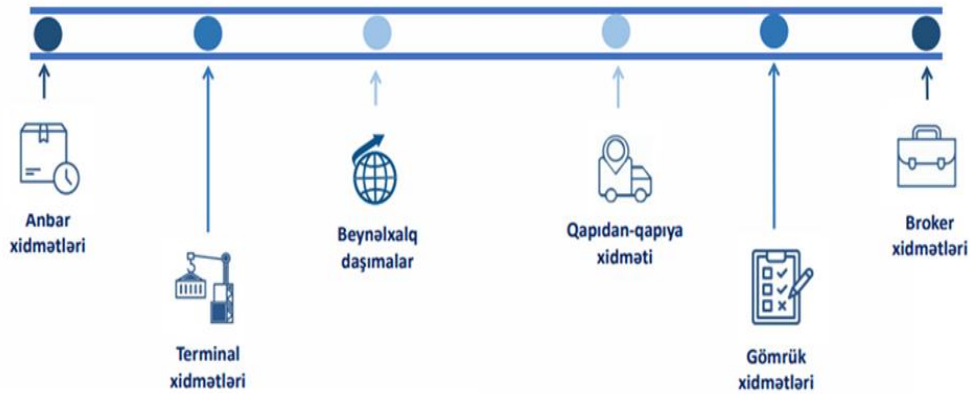 Anbar
xidmətləri
Terminal
xidmətləri
Beynəlxalq
daşımalar
Qapıdan-qapıya
xidməti
Gömrük
xidmətləri
Broker
xidmətləri